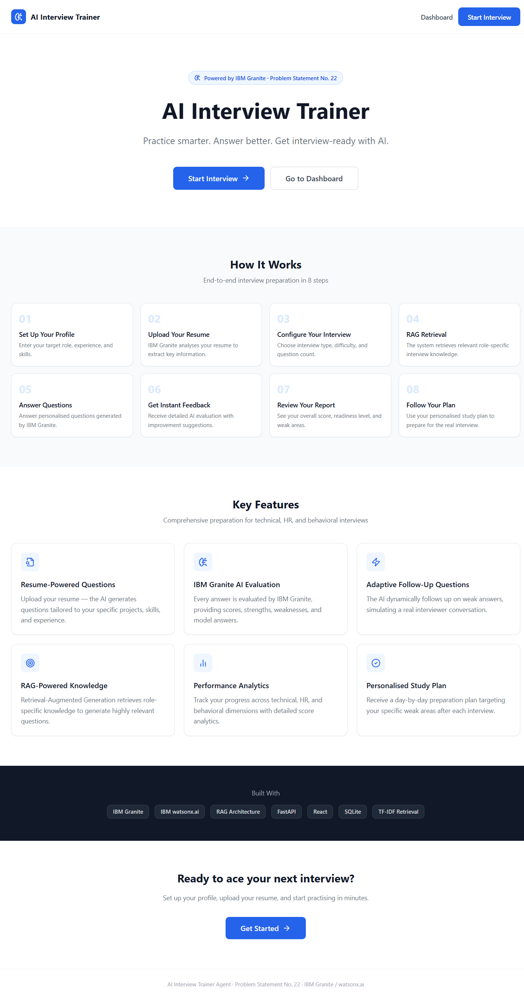 AI Interview Trainer
Dashboard
Start Interview
Powered by IBM Granite · Problem Statement No. 22
AI Interview Trainer
Practice smarter. Answer better. Get interview-ready with AI.
Start Interview →
Go to Dashboard
How It Works
End-to-end interview preparation in 8 steps
01
Set Up Your Profile
Enter your target role, experience, and
skills.
02
Upload Your Resume
IBM Granite analyses your resume to
extract key information.
03
Configure Your Interview
Choose interview type, difficulty, and
question count.
04
RAG Retrieval
The system retrieves relevant role-specific
interview knowledge.
05
Answer Questions
Answer personalised questions generated
by IBM Granite.
06
Get Instant Feedback
Receive detailed AI evaluation with
improvement suggestions.
07
Review Your Report
See your overall score, readiness level, and
weak areas.
08
Follow Your Plan
Use your personalised study plan to
prepare for the real interview.
Key Features
Comprehensive preparation for technical, HR, and behavioral interviews
Resume-Powered Questions
Upload your resume — the AI generates
questions tailored to your specific projects, skills,
and experience.
IBM Granite AI Evaluation
Every answer is evaluated by IBM Granite,
providing scores, strengths, weaknesses, and
model answers.
Adaptive Follow-Up Questions
The AI dynamically follows up on weak answers,
simulating a real interviewer conversation.
RAG-Powered Knowledge
Retrieval-Augmented Generation retrieves role-
specific knowledge to generate highly relevant
questions.
Performance Analytics
Track your progress across technical, HR, and
behavioral dimensions with detailed score
analytics.
Personalised Study Plan
Receive a day-by-day preparation plan targeting
your specific weak areas after each interview.
Built With
IBM Granite
IBM watsonx.ai
RAG Architecture
FastAPI
React
SQLite
TF-IDF Retrieval
Ready to ace your next interview?
Set up your profile, upload your resume, and start practising in minutes.
Get Started →
AI Interview Trainer Agent · Problem Statement No. 22 · IBM Granite / watsonx.ai